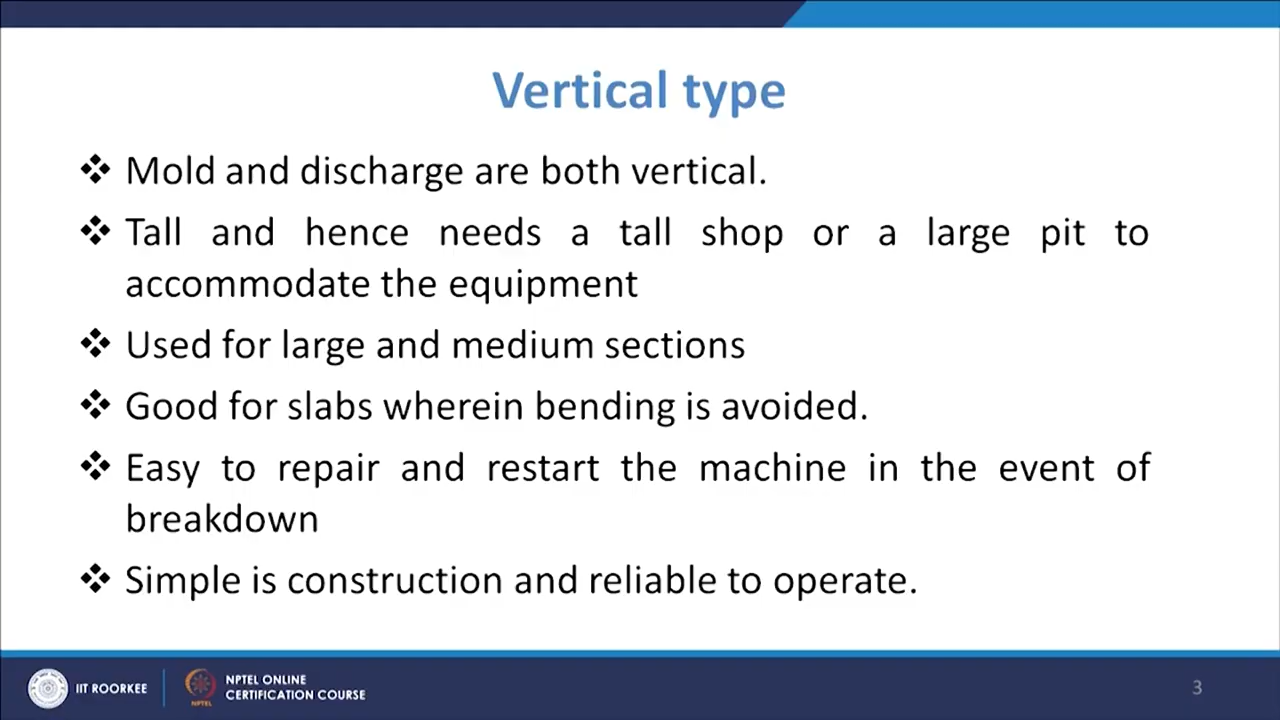 Vertical type
❖ Mold and discharge are both vertical.
❖ Tall and hence needs a tall shop or a large pit to
accommodate the equipment
❖ Used for large and medium sections
❖ Good for slabs wherein bending is avoided.
❖ Easy to repair and restart the machine in the event of
breakdown
❖ Simple is construction and reliable to operate.
IIT ROORKEE
NPTEL
NPTEL ONLINE
CERTIFICATION COURSE
3